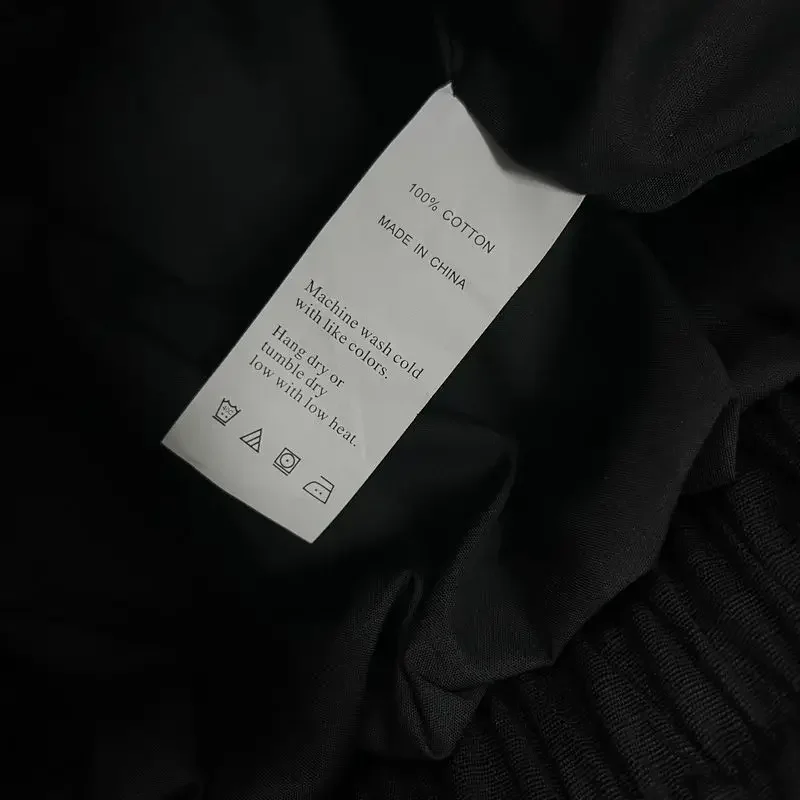 100% COTTON
MADE IN CHINA
Machine wash cold
with like colors.
Hang dry or
tumble dry
low with low heat.